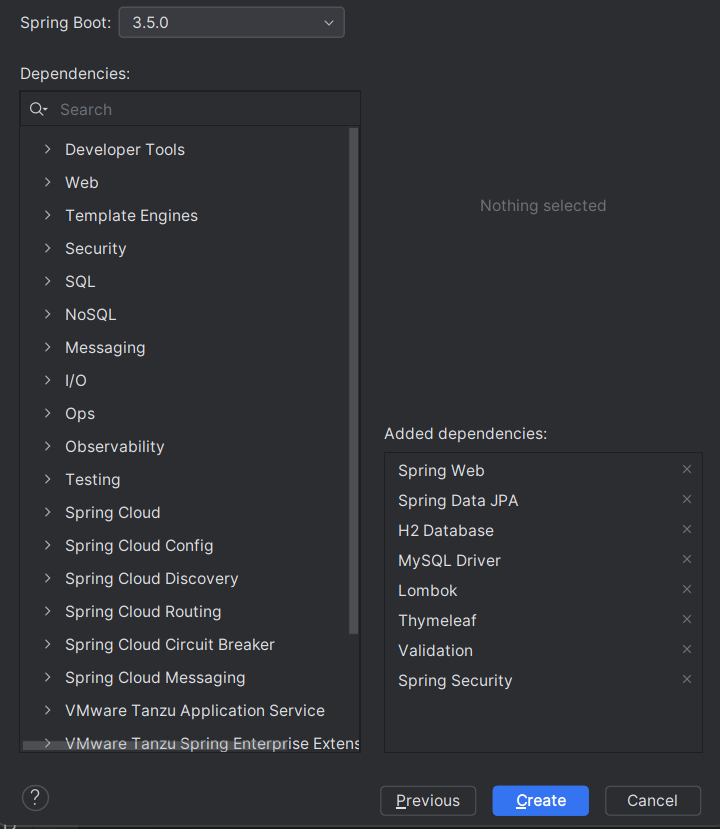 Spring Boot: 3.5.0
Dependencies:
Search
Developer Tools
Web
Template Engines
Security
SQL
NoSQL
Messaging
I/O
Ops
Observability
Testing
Spring Cloud
Spring Cloud Config
Spring Cloud Discovery
Spring Cloud Routing
Spring Cloud Circuit Breaker
Spring Cloud Messaging
VMware Tanzu Application Service
VMware Tanzu Spring Enterprise Extens
Nothing selected
Added dependencies:
Spring Web
Spring Data JPA
H2 Database
MySQL Driver
Lombok
Thymeleaf
Validation
Spring Security
? Previous Create Cancel